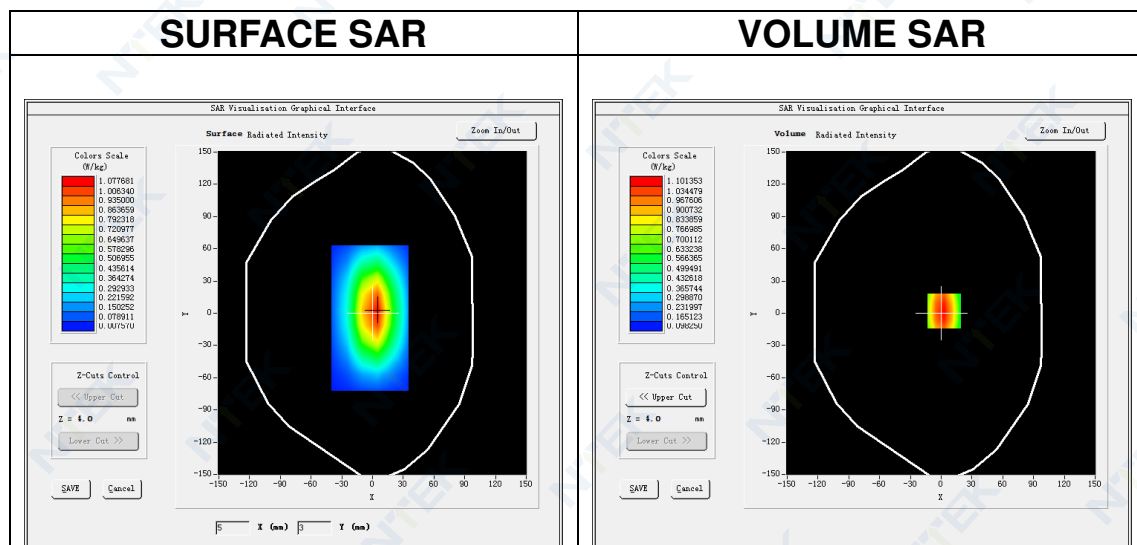 SURFACE SAR
VOLUME SAR
SAR Visualisation Graphical Interface
Surface Radiated Intensity
Zoom In/Out
Colors Scale
(W/kg)
1.077681
1.006340
0.935000
0.863659
0.792318
0.720977
0.649637
0.578296
0.506955
0.435614
0.364274
0.292933
0.221592
0.150252
0.078911
0.007570
150
120
90
60
30
0
-30
-60
-90
-120
-150
Y
-150 -120 -90 -60 -30 0 30 60 90 120 150
X
Z-Cuts Control
<< Upper Cut
Z = 4.0 mm
Lower Cut >>
SAVE Cancel
5 X (mm) 3 Y (mm)
SAR Visualisation Graphical Interface
Volume Radiated Intensity
Zoom In/Out
Colors Scale
(W/kg)
1.101353
1.034479
0.967606
0.900732
0.833859
0.766985
0.700112
0.633238
0.566365
0.499491
0.432618
0.365744
0.298870
0.231997
0.165123
0.098250
150
120
90
60
30
0
-30
-60
-90
-120
-150
Y
-150 -120 -90 -60 -30 0 30 60 90 120 150
X
Z-Cuts Control
<< Upper Cut
Z = 4.0 mm
Lower Cut >>
SAVE Cancel
NTEK